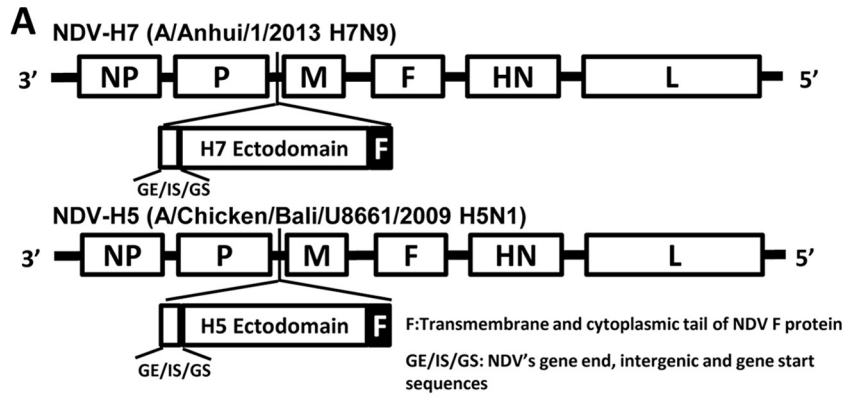 A
NDV-H7 (A/Anhui/1/2013 H7N9)
3’ NP P M F HN L 5’
H7 Ectodomain F
GE/IS/GS
NDV-H5 (A/Chicken/Bali/U8661/2009 H5N1)
3’ NP P M F HN L 5’
H5 Ectodomain F
GE/IS/GS
F:Transmembrane and cytoplasmic tail of NDV F protein
GE/IS/GS: NDV’s gene end, intergenic and gene start
sequences